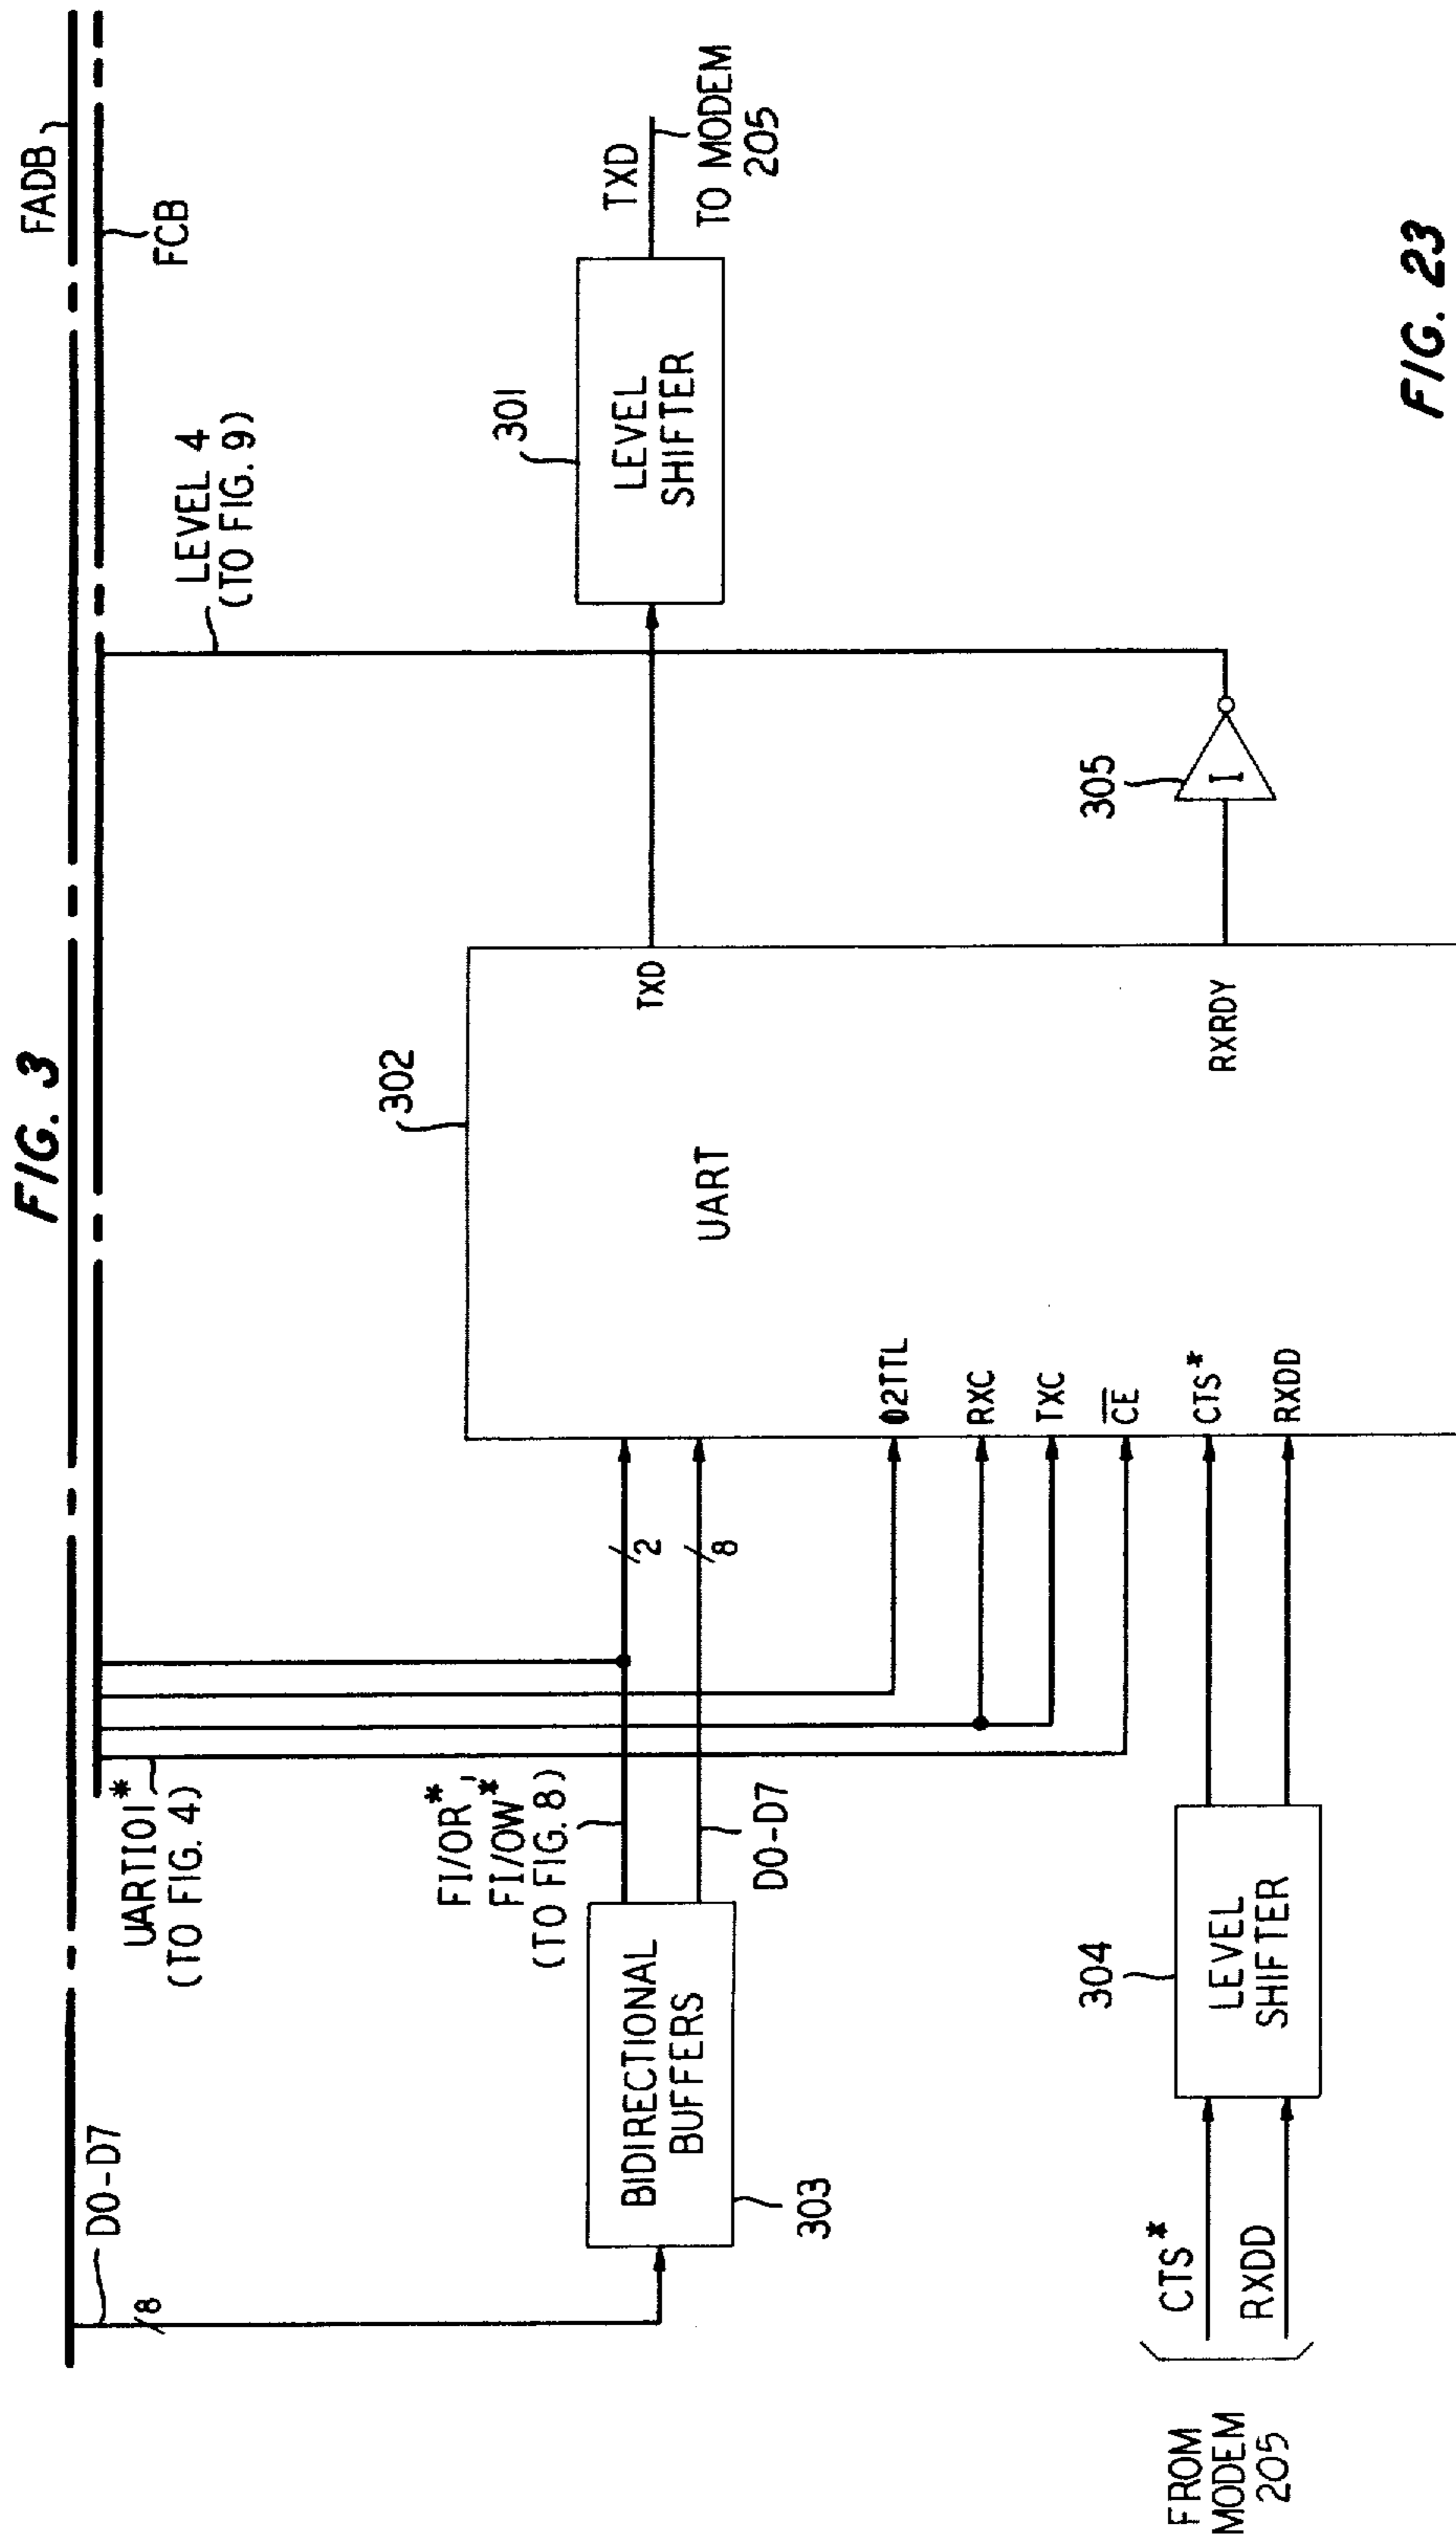 FIG. 3
FADB
FCB
D0-D7
8
UARTIOI*
(TO FIG. 4)
LEVEL 4
(TO FIG. 9)
FI/OR*,
FI/OW*
(TO FIG. 8)
BIDIRECTIONAL
BUFFERS
303
D0-D7
2
8
302
UART
TXD
RXRDY
02TTL
RXC
TXC
CE
CTS*
RXDD
301
LEVEL
SHIFTER
TXD
TO MODEM
205
305
I
304
LEVEL
SHIFTER
CTS*
RXDD
FROM
MODEM
205
FIG. 23